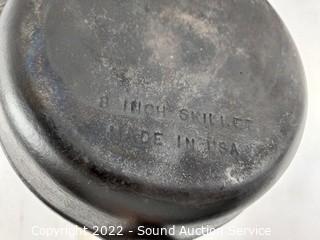 8 INCH SKILLET
MADE IN USA
Copyright 2022 - Sound Auction Service